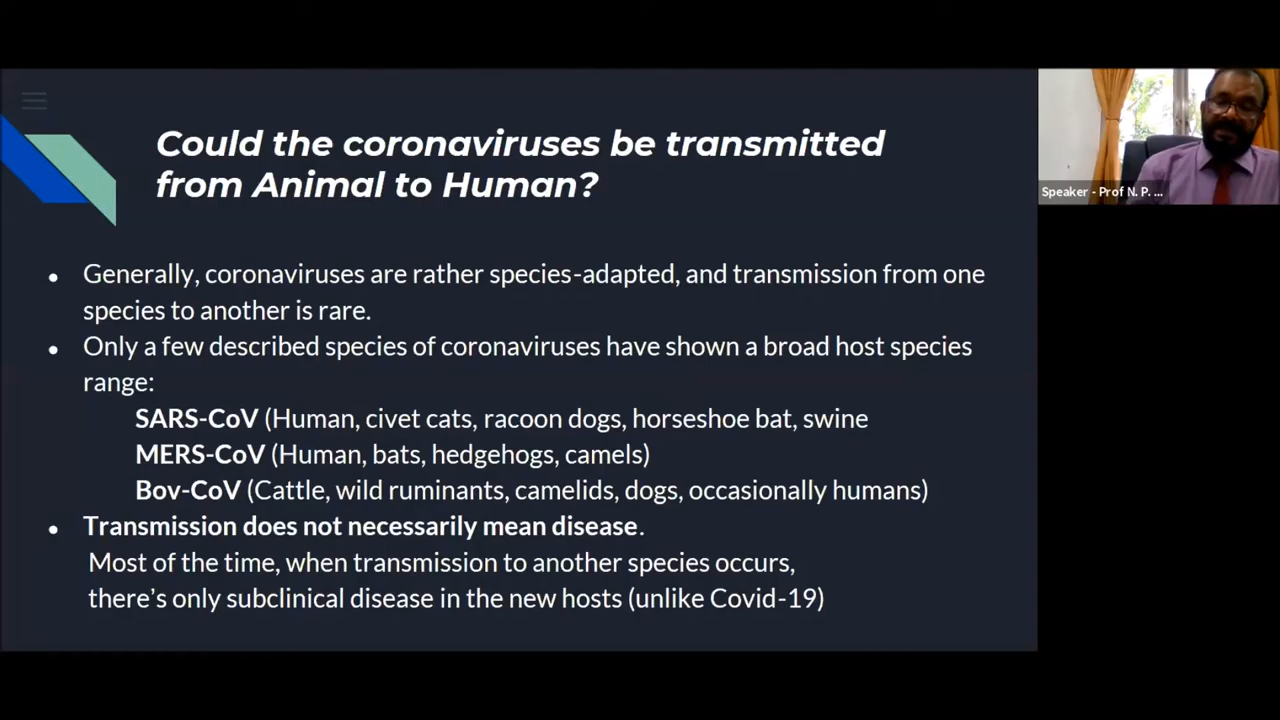 Could the coronaviruses be transmitted
from Animal to Human?
Speaker - Prof N. P. ...
● Generally, coronaviruses are rather species-adapted, and transmission from one
species to another is rare.
● Only a few described species of coronaviruses have shown a broad host species
range:
SARS-CoV (Human, civet cats, racoon dogs, horseshoe bat, swine
MERS-CoV (Human, bats, hedgehogs, camels)
Bov-CoV (Cattle, wild ruminants, camelids, dogs, occasionally humans)
● Transmission does not necessarily mean disease.
Most of the time, when transmission to another species occurs,
there’s only subclinical disease in the new hosts (unlike Covid-19)